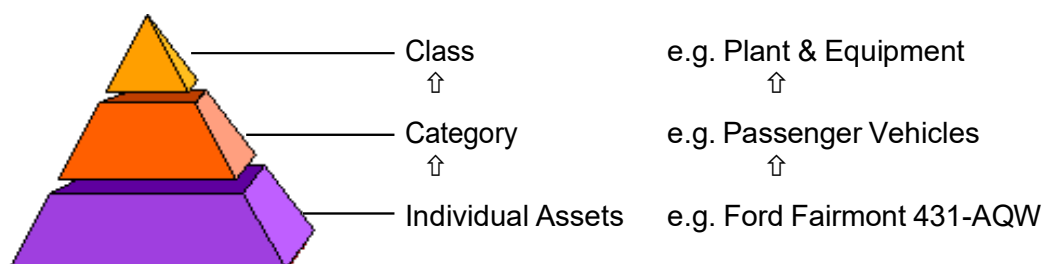 Class e.g. Plant & Equipment
⇧ ⇧
Category e.g. Passenger Vehicles
⇧ ⇧
Individual Assets e.g. Ford Fairmont 431-AQW